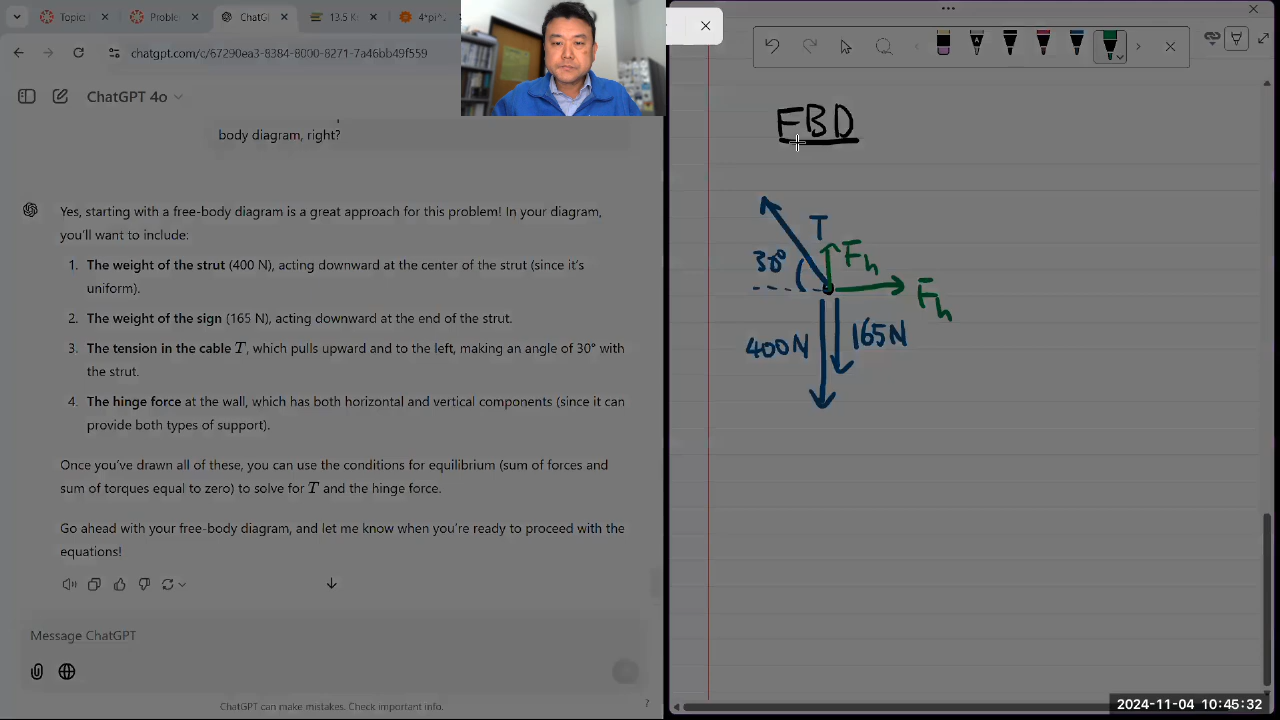 Topic
Proble
ChatGI
13.5 K
4*pi^
chatgpt.com/c/67290fa3-8364-8009-8217-7a49b049f559
ChatGPT 4o
body diagram, right?
Yes, starting with a free-body diagram is a great approach for this problem! In your diagram,
you'll want to include:
1. The weight of the strut (400 N), acting downward at the center of the strut (since it's
uniform).
2. The weight of the sign (165 N), acting downward at the end of the strut.
3. The tension in the cable T, which pulls upward and to the left, making an angle of 30° with
the strut.
4. The hinge force at the wall, which has both horizontal and vertical components (since it can
provide both types of support).
Once you've drawn all of these, you can use the conditions for equilibrium (sum of forces and
sum of torques equal to zero) to solve for T and the hinge force.
Go ahead with your free-body diagram, and let me know when you're ready to proceed with the
equations!
Message ChatGPT
ChatGPT can make mistakes. Check important info.
?
FBD
T
30°
Fh
Fh
400N
165N
2024-11-04 10:45:32